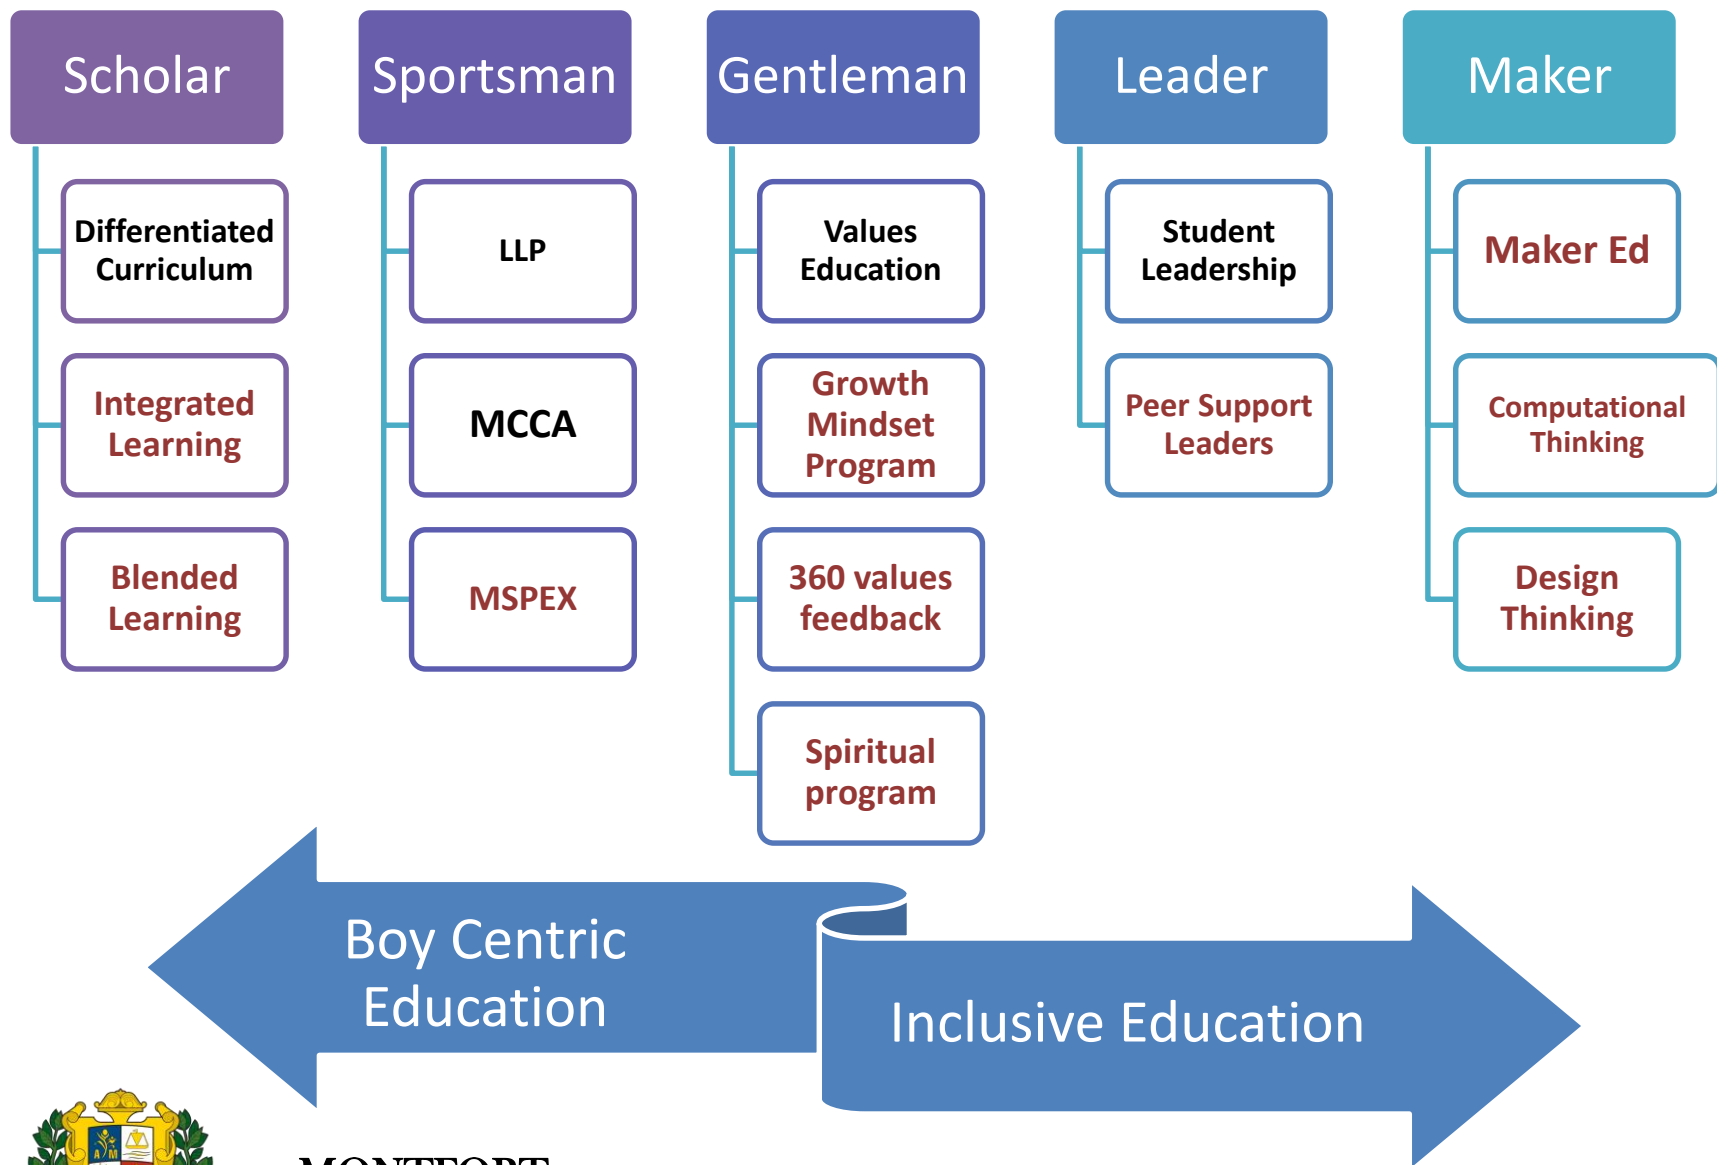 Scholar
Sportsman
Gentleman
Leader
Maker
Differentiated
Curriculum
Integrated
Learning
Blended
Learning
LLP
MCCA
MSPEX
Values
Education
Growth
Mindset
Program
360 values
feedback
Spiritual
program
Student
Leadership
Peer Support
Leaders
Maker Ed
Computational
Thinking
Design
Thinking
Boy Centric
Education
Inclusive Education
A M
MONTFORT